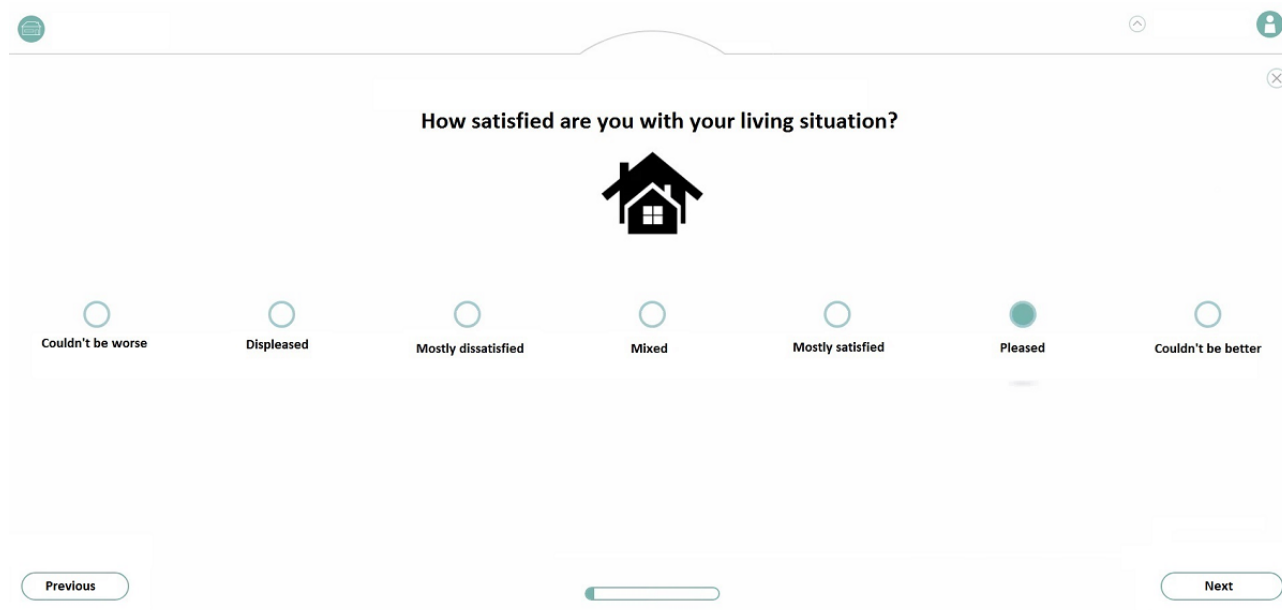 How satisfied are you with your living situation?
Couldn't be worse
Displeased
Mostly dissatisfied
Mixed
Mostly satisfied
Pleased
Couldn't be better
Previous
Next